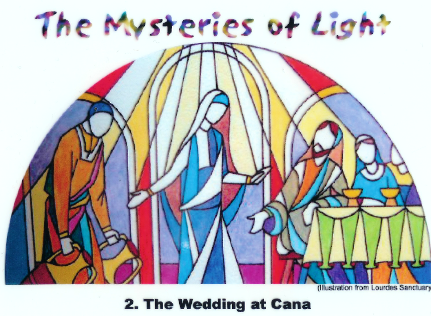 The Mysteries of Light
(Illustration from Lourdes Sanctuary
2. The Wedding at Cana